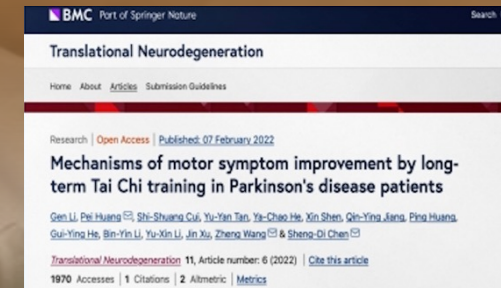 BMC Part of Springer Nature
Search
Translational Neurodegeneration
Home About Articles Submission Guidelines
Research | Open Access | Published: 07 February 2022
Mechanisms of motor symptom improvement by long-
term Tai Chi training in Parkinson's disease patients
Gen Li, Pei Huang, Shi-Shuang Cui, Yu-Yan Tan, Ya-Chao He, Xin Shen, Qin-Ying Jiang, Ping Huang,
Gui-Ying He, Bin-Yin Li, Yu-Xin Li, Jin Xu, Zheng Wang & Sheng-Di Chen
Translational Neurodegeneration 11, Article number: 6 (2022) | Cite this article
1970 Accesses | 1 Citations | 2 Altmetric | Metrics